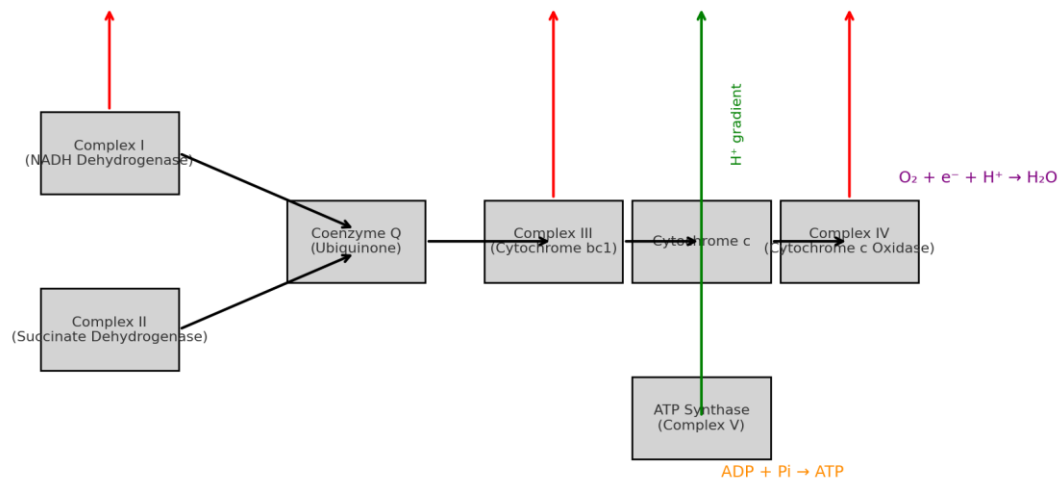 Complex I
(NADH Dehydrogenase)
H⁺ gradient
O₂ + e⁻ + H⁺ → H₂O
Coenzyme Q
(Ubiquinone)
Complex III
(Cytochrome bc1)
Cytochrome c
Complex IV
(Cytochrome c Oxidase)
Complex II
(Succinate Dehydrogenase)
ATP Synthase
(Complex V)
ADP + Pi → ATP